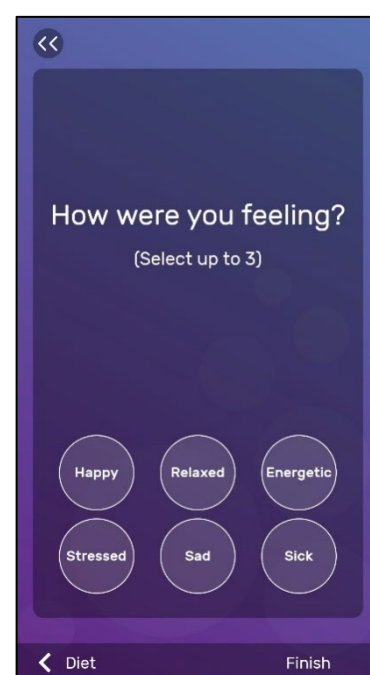 How were you feeling?
(Select up to 3)
Happy Relaxed Energetic
Stressed Sad Sick
Diet Finish